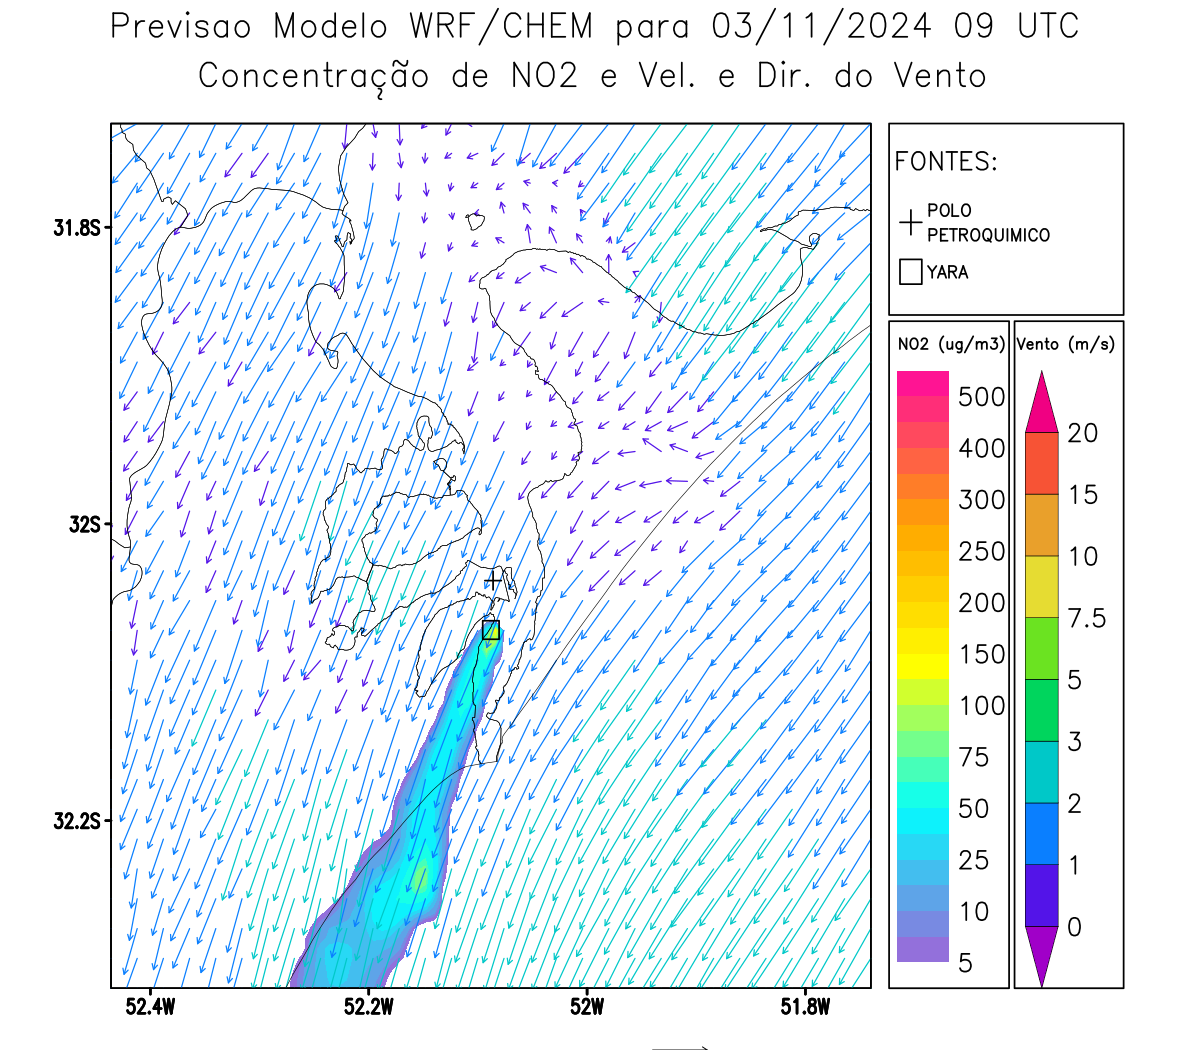 Previsao Modelo WRF/CHEM para 03/11/2024 09 UTC
Concentração de NO2 e Vel. e Dir. do Vento
FONTES:
POLO
PETROQUIMICO
YARA
31.8S
32S
32.2S
52.4W
52.2W
52W
51.8W
NO2 (ug/m3)
500
400
300
250
200
150
100
75
50
25
10
5
Vento (m/s)
20
15
10
7.5
5
3
2
1
0